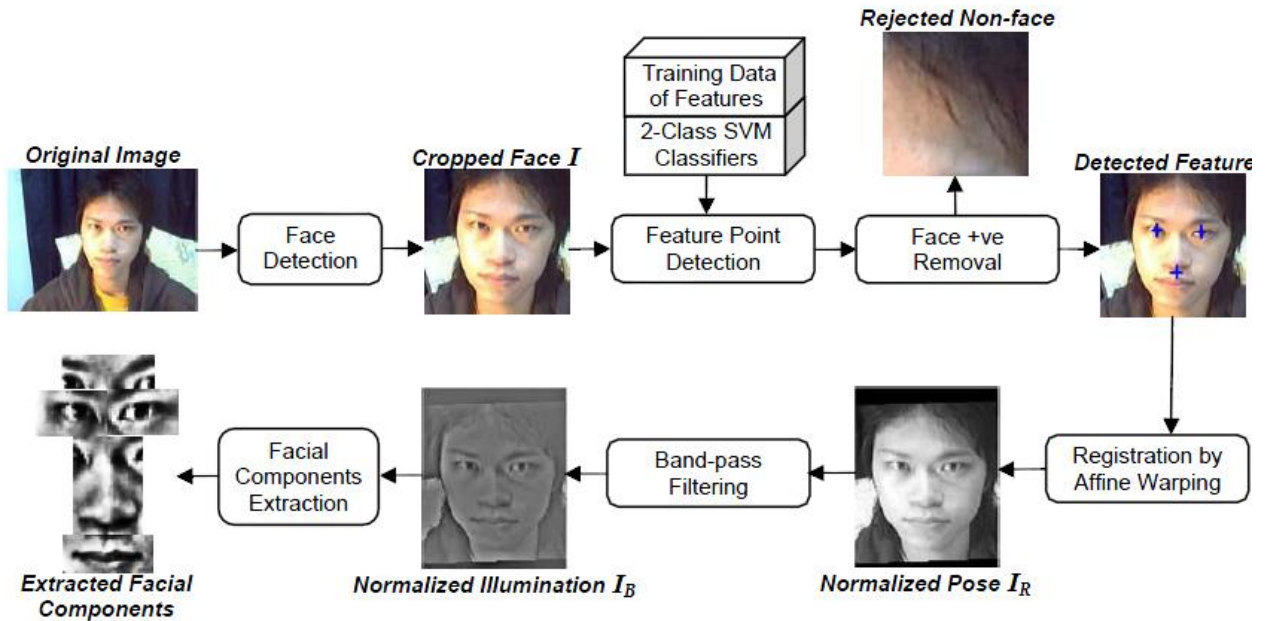 Rejected Non-face
Training Data
of Features
2-Class SVM
Classifiers
Original Image
Cropped Face I
Detected Feature
Face
Detection
Feature Point
Detection
Face +ve
Removal
Facial
Components
Extraction
Band-pass
Filtering
Registration by
Affine Warping
Extracted Facial
Components
Normalized Illumination I_B
Normalized Pose I_R